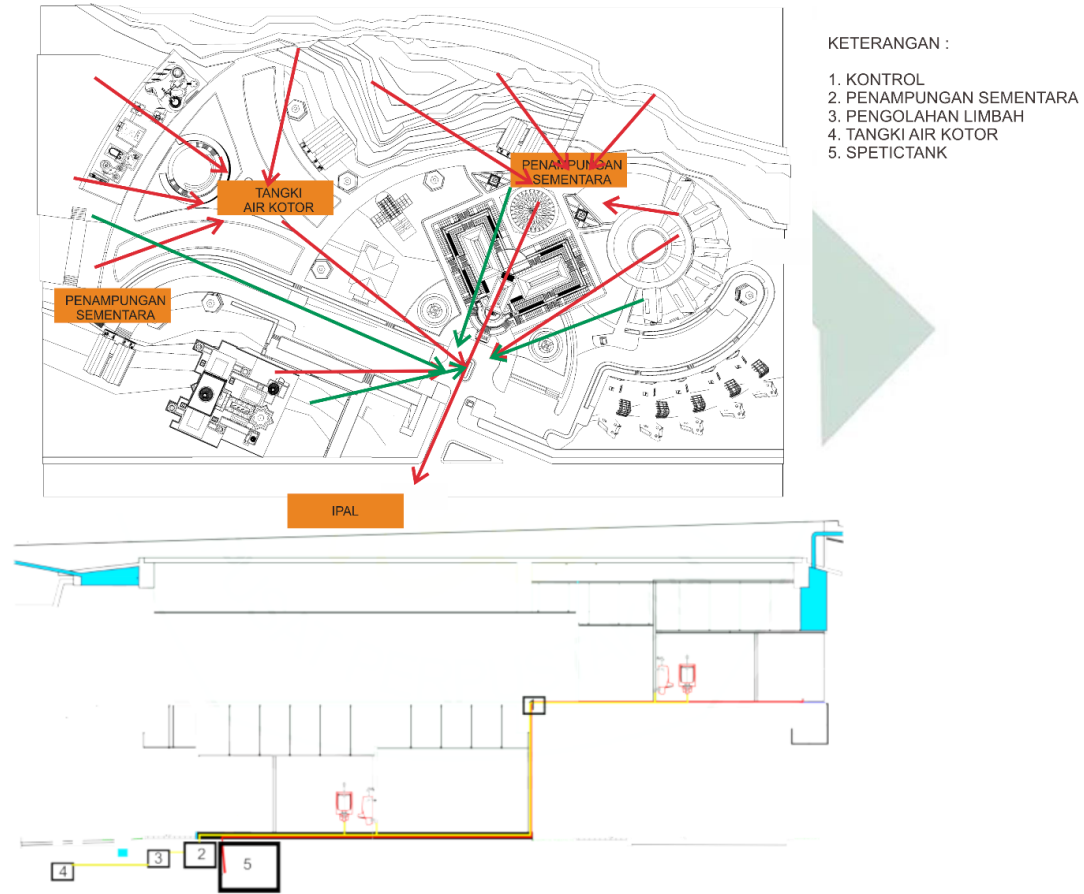 KETERANGAN :
1. KONTROL
2. PENAMPUNGAN SEMENTARA
3. PENGOLAHAN LIMBAH
4. TANGKI AIR KOTOR
5. SPETICTANK
PENAMPUNGAN
SEMENTARA
TANGKI
AIR KOTOR
PENAMPUNGAN
SEMENTARA
IPAL
1
2
3
4
5